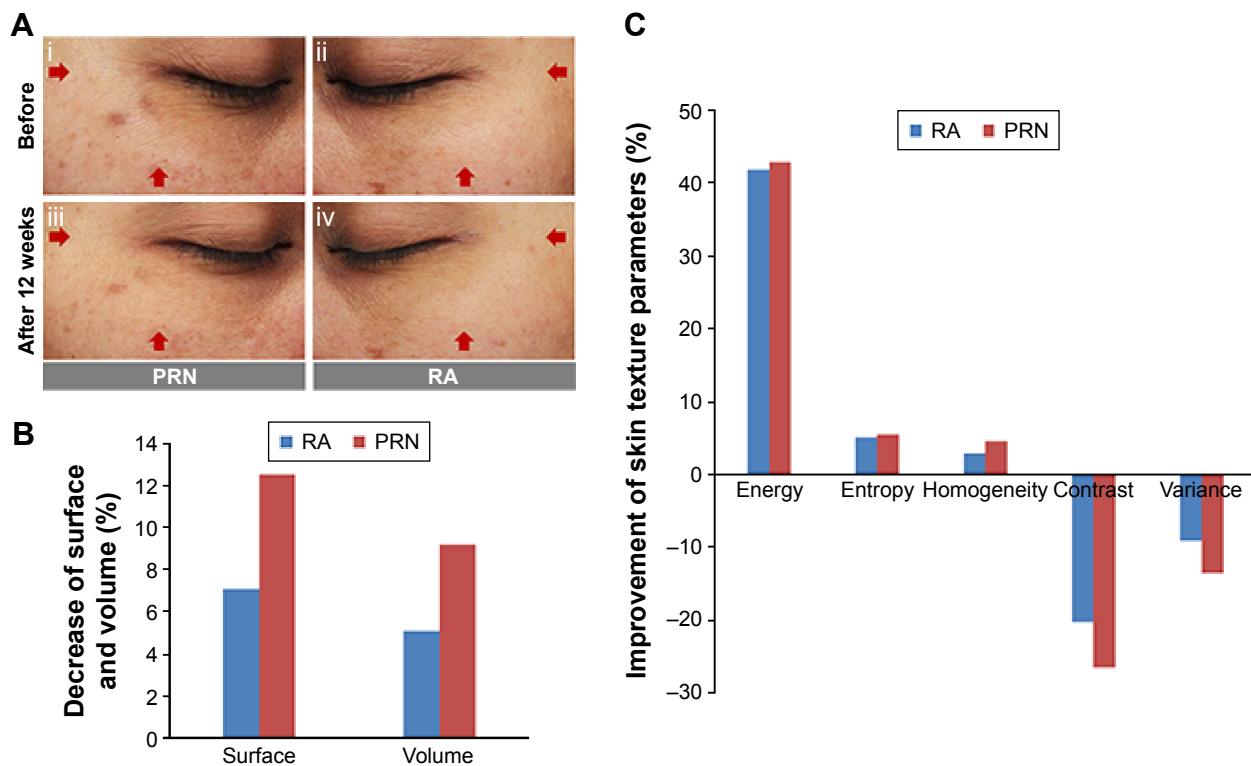 A
i
ii
Before
iii
iv
After 12 weeks
PRN
RA
B
RA
PRN
Decrease of surface
and volume (%)
14
12
10
8
6
4
2
0
Surface
Volume
C
RA
PRN
Improvement of skin texture parameters (%)
50
40
30
20
10
0
–10
–20
–30
Energy
Entropy
Homogeneity
Contrast
Variance